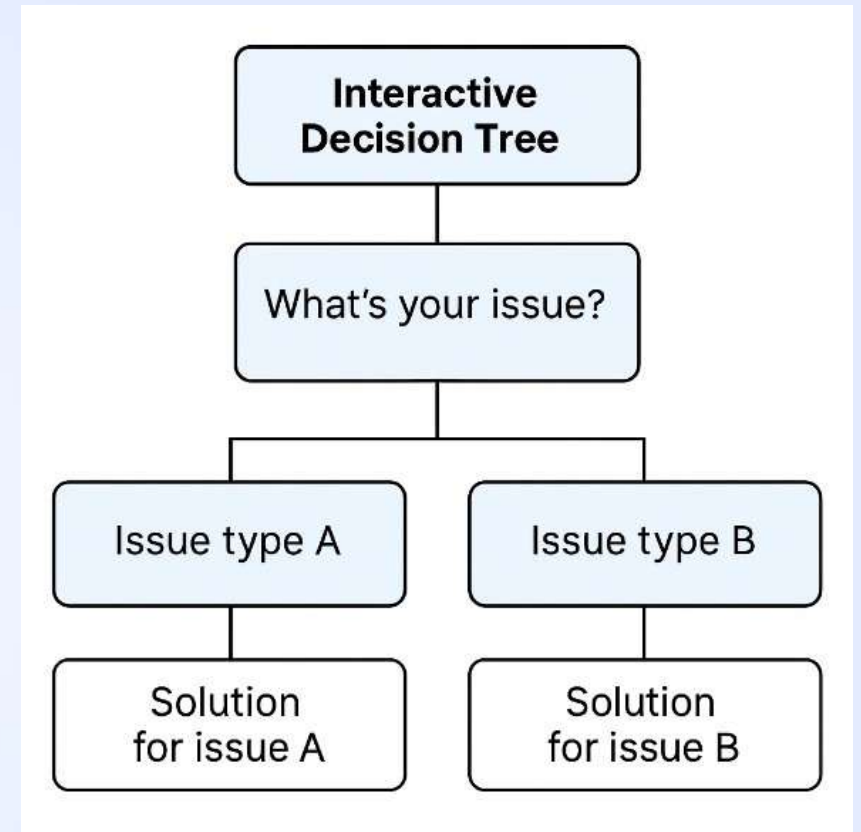 Interactive
Decision Tree
What's your issue?
Issue type A
Issue type B
Solution
for issue A
Solution
for issue B